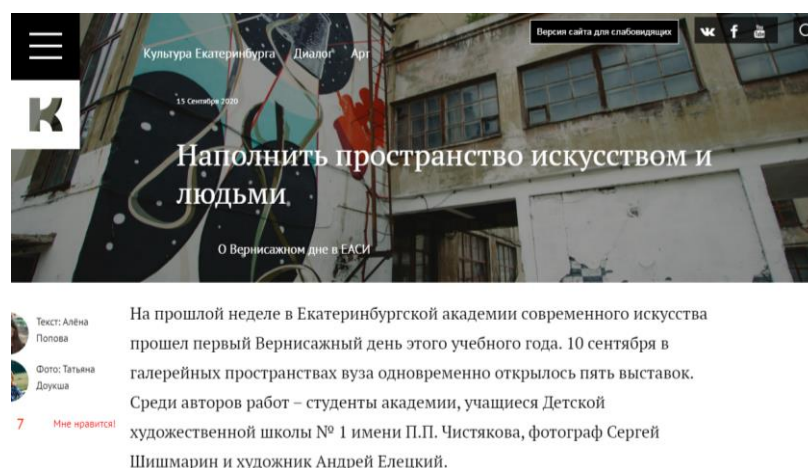 Версия сайта для слабовидящих
Культура Екатеринбурга Диалог Арт
15 Сентября 2020
Наполнить пространство искусством и
людьми
О Вернисажном дне в ЕАСИ
Текст: Алёна
Попова
Фото: Татьяна
Доукша
7 Мне нравится!
На прошлой неделе в Екатеринбургской академии современного искусства
прошел первый Вернисажный день этого учебного года. 10 сентября в
галерейных пространствах вуза одновременно открылось пять выставок.
Среди авторов работ – студенты академии, учащиеся Детской
художественной школы № 1 имени П.П. Чистякова, фотограф Сергей
Шишмарин и художник Андрей Елецкий.